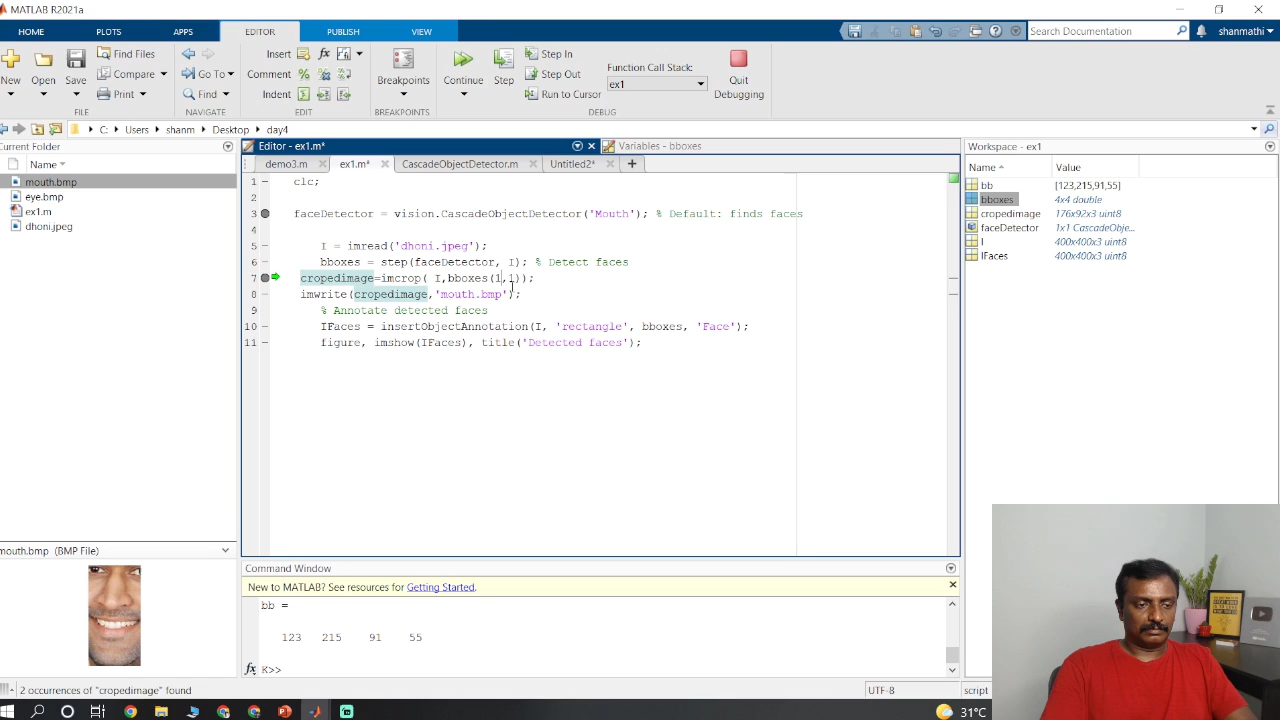 MATLAB R2021a
HOME PLOTS APPS EDITOR PUBLISH VIEW
Search Documentation shanmathi
New Open Save Find Files Compare Print
Go To Find
Insert Comment Indent
Breakpoints
Continue Step Step In Step Out Run to Cursor
Function Call Stack:
ex1
Quit Debugging
FILE NAVIGATE EDIT BREAKPOINTS DEBUG
C: Users shanm Desktop day4
Current Folder
Name
mouth.bmp
eye.bmp
ex1.m
dhoni.jpeg
mouth.bmp (BMP File)
Editor - ex1.m* Variables - bboxes
demo3.m ex1.m* CascadeObjectDetector.m Untitled2* +
1 clc;
2
3 faceDetector = vision.CascadeObjectDetector('Mouth'); % Default: finds faces
4
5 I = imread('dhoni.jpeg');
6 bboxes = step(faceDetector, I); % Detect faces
7 cropedimage=imcrop( I,bboxes(1,1));
8 imwrite(cropedimage,'mouth.bmp');
9 % Annotate detected faces
10 IFaces = insertObjectAnnotation(I, 'rectangle', bboxes, 'Face');
11 figure, imshow(IFaces), title('Detected faces');
Command Window
New to MATLAB? See resources for Getting Started.
bb =
123 215 91 55
fx K>>
Workspace - ex1
Name Value
bb [123,215,91,55]
bboxes 4x4 double
cropedimage 176x92x3 uint8
faceDetector 1x1 CascadeObje...
I 400x400x3 uint8
IFaces 400x400x3 uint8
2 occurrences of "cropedimage" found UTF-8 script
31°C